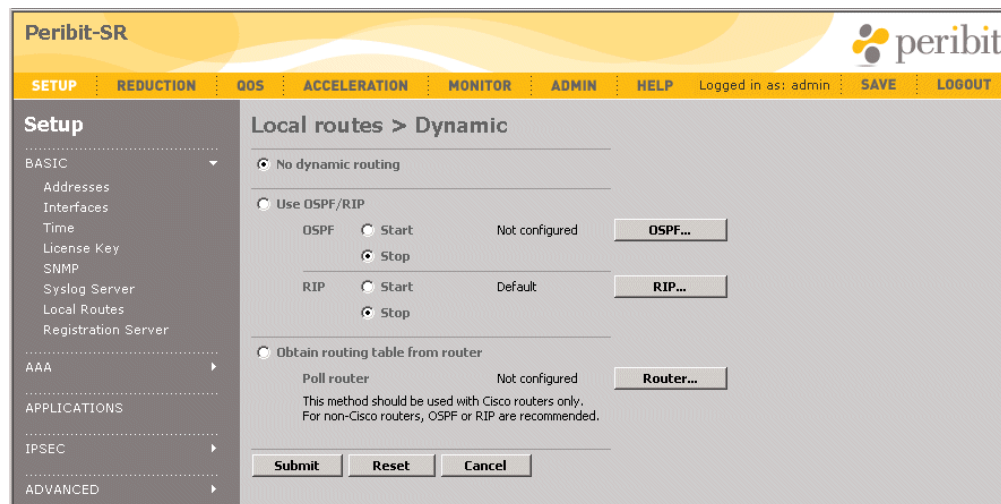 Peribit-SR
peribit
SETUP REDUCTION QOS ACCELERATION MONITOR ADMIN HELP Logged in as: admin SAVE LOGOUT
Setup
BASIC
Addresses
Interfaces
Time
License Key
SNMP
Syslog Server
Local Routes
Registration Server
AAA
APPLICATIONS
IPSEC
ADVANCED
Local routes > Dynamic
No dynamic routing
Use OSPF/RIP
OSPF Start Not configured OSPF...
Stop
RIP Start Default RIP...
Stop
Obtain routing table from router
Poll router Not configured Router...
This method should be used with Cisco routers only.
For non-Cisco routers, OSPF or RIP are recommended.
Submit Reset Cancel